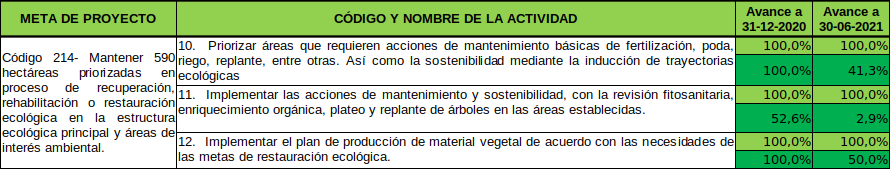 META DE PROYECTO
CÓDIGO Y NOMBRE DE LA ACTIVIDAD
Avance a
31-12-2020
Avance a
30-06-2021
Código 214- Mantener 590
hectáreas priorizadas en
proceso de recuperación,
rehabilitación o restauración
ecológica en la estructura
ecológica principal y áreas de
interés ambiental.
10. Priorizar áreas que requieren acciones de mantenimiento básicas de fertilización, poda,
riego, replante, entre otras. Así como la sostenibilidad mediante la inducción de trayectorias
ecológicas
100,0% 100,0%
100,0% 41,3%
11. Implementar las acciones de mantenimiento y sostenibilidad, con la revisión fitosanitaria,
enriquecimiento orgánica, plateo y replante de árboles en las áreas establecidas.
100,0% 100,0%
52,6% 2,9%
12. Implementar el plan de producción de material vegetal de acuerdo con las necesidades de
las metas de restauración ecológica.
100,0% 100,0%
100,0% 50,0%